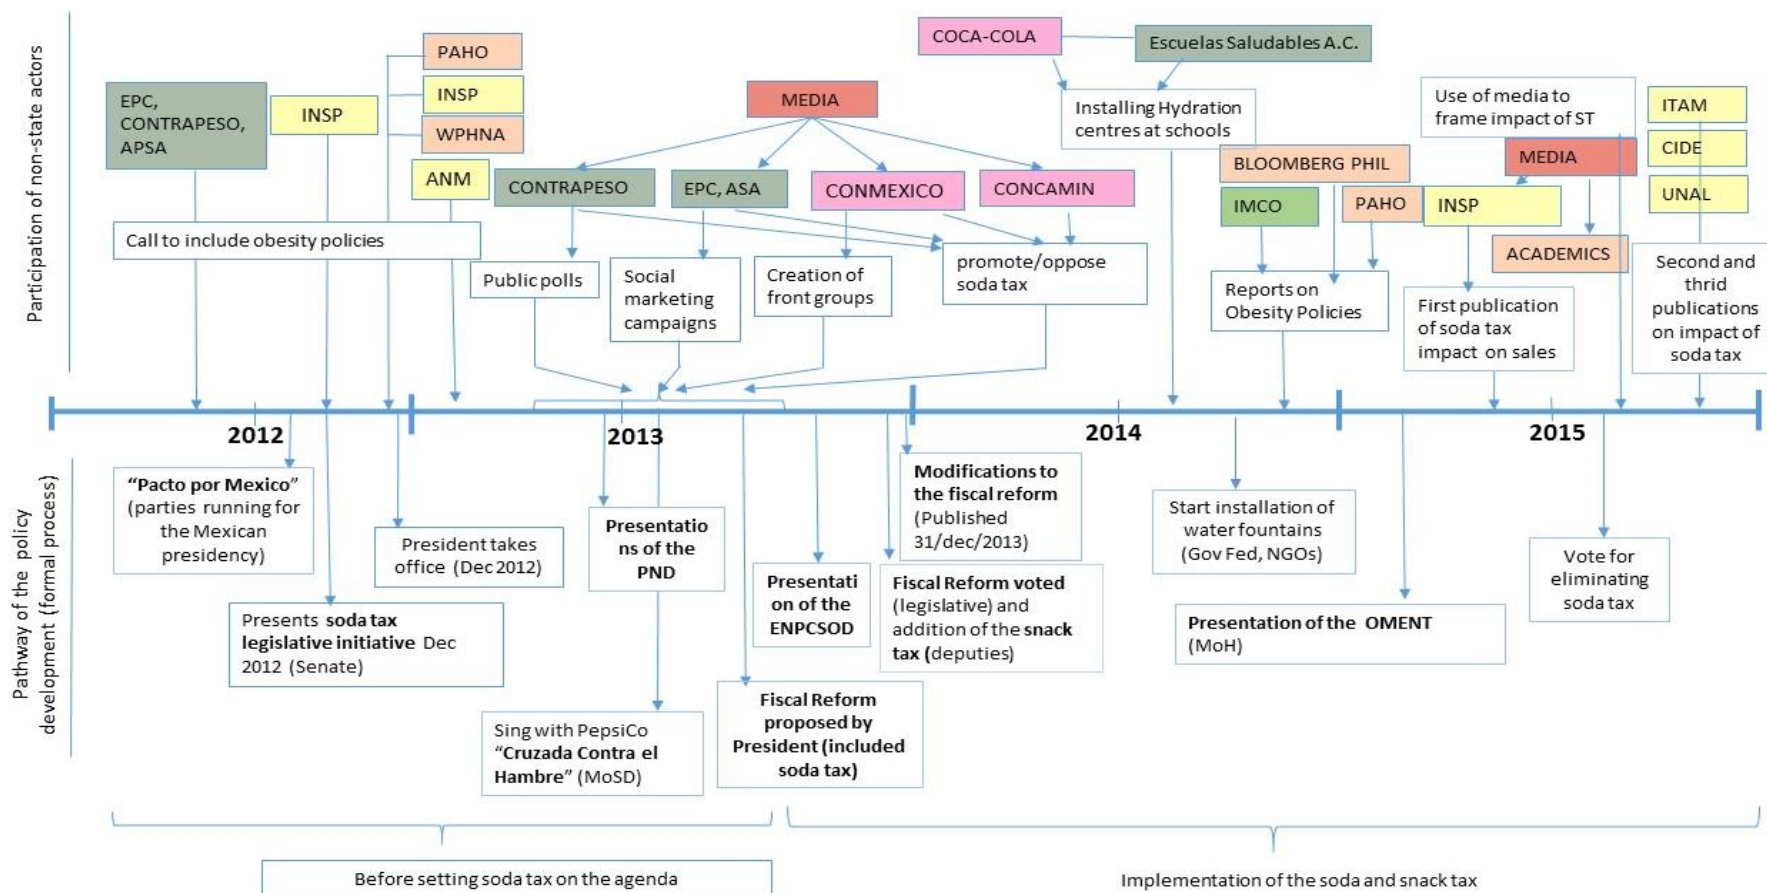 Participation of non-state actors
EPC,
CONTRAPESO,
APSA
INSP
PAHO
INSP
WPHNA
ANM
Call to include obesity policies
MEDIA
CONTRAPESO
EPC, ASA
CONMEXICO
CONCAMIN
Public polls
Social
marketing
campaigns
Creation of
front groups
promote/oppose
soda tax
COCA-COLA
Escuelas Saludables A.C.
Installing Hydration
centres at schools
BLOOMBERG PHIL
IMCO
PAHO
Reports on
Obesity Policies
Use of media to
frame impact of ST
MEDIA
INSP
ACADEMICS
First publication
of soda tax
impact on sales
ITAM
CIDE
UNAL
Second and
thrid
publications
on impact of
soda tax
2012
2013
2014
2015
Pathway of the policy
development (formal process)
“Pacto por Mexico”
(parties running for
the Mexican
presidency)
President takes
office (Dec 2012)
Presents soda tax
legislative initiative Dec
2012 (Senate)
Presentatio
ns of the
PND
Sing with PepsiCo
“Cruzada Contra el
Hambre” (MoSD)
Fiscal Reform
proposed by
President (included
soda tax)
Presentati
on of the
ENPCSOD
Modifications to
the fiscal reform
(Published
31/dec/2013)
Fiscal Reform voted
(legislative) and
addition of the snack
tax (deputies)
Start installation of
water fountains
(Gov Fed, NGOs)
Presentation of the OMENT
(MoH)
Vote for
eliminating
soda tax
Before setting soda tax on the agenda
Implementation of the soda and snack tax